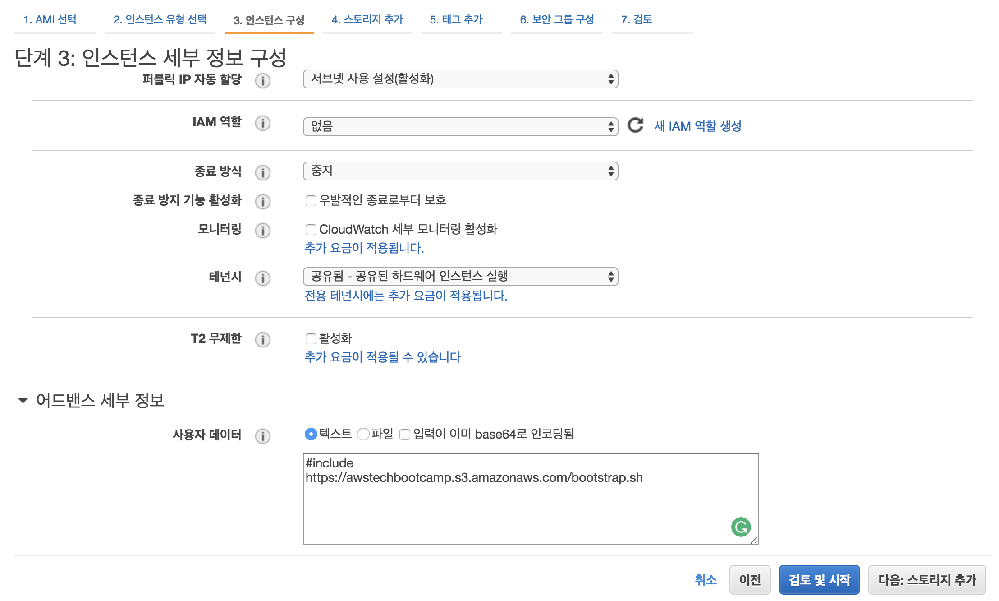 1. AMI 선택
2. 인스턴스 유형 선택
3. 인스턴스 구성
4. 스토리지 추가
5. 태그 추가
6. 보안 그룹 구성
7. 검토
단계 3: 인스턴스 세부 정보 구성
퍼블릭 IP 자동 할당
서브넷 사용 설정(활성화)
IAM 역할
없음
새 IAM 역할 생성
종료 방식
중지
종료 방지 기능 활성화
우발적인 종료로부터 보호
모니터링
CloudWatch 세부 모니터링 활성화
추가 요금이 적용됩니다.
테넌시
공유됨 - 공유된 하드웨어 인스턴스 실행
전용 테넌시에는 추가 요금이 적용됩니다.
T2 무제한
활성화
추가 요금이 적용될 수 있습니다
어드밴스 세부 정보
사용자 데이터
텍스트 파일 입력이 이미 base64로 인코딩됨
#include
https://awstechbootcamp.s3.amazonaws.com/bootstrap.sh
취소
이전
검토 및 시작
다음: 스토리지 추가